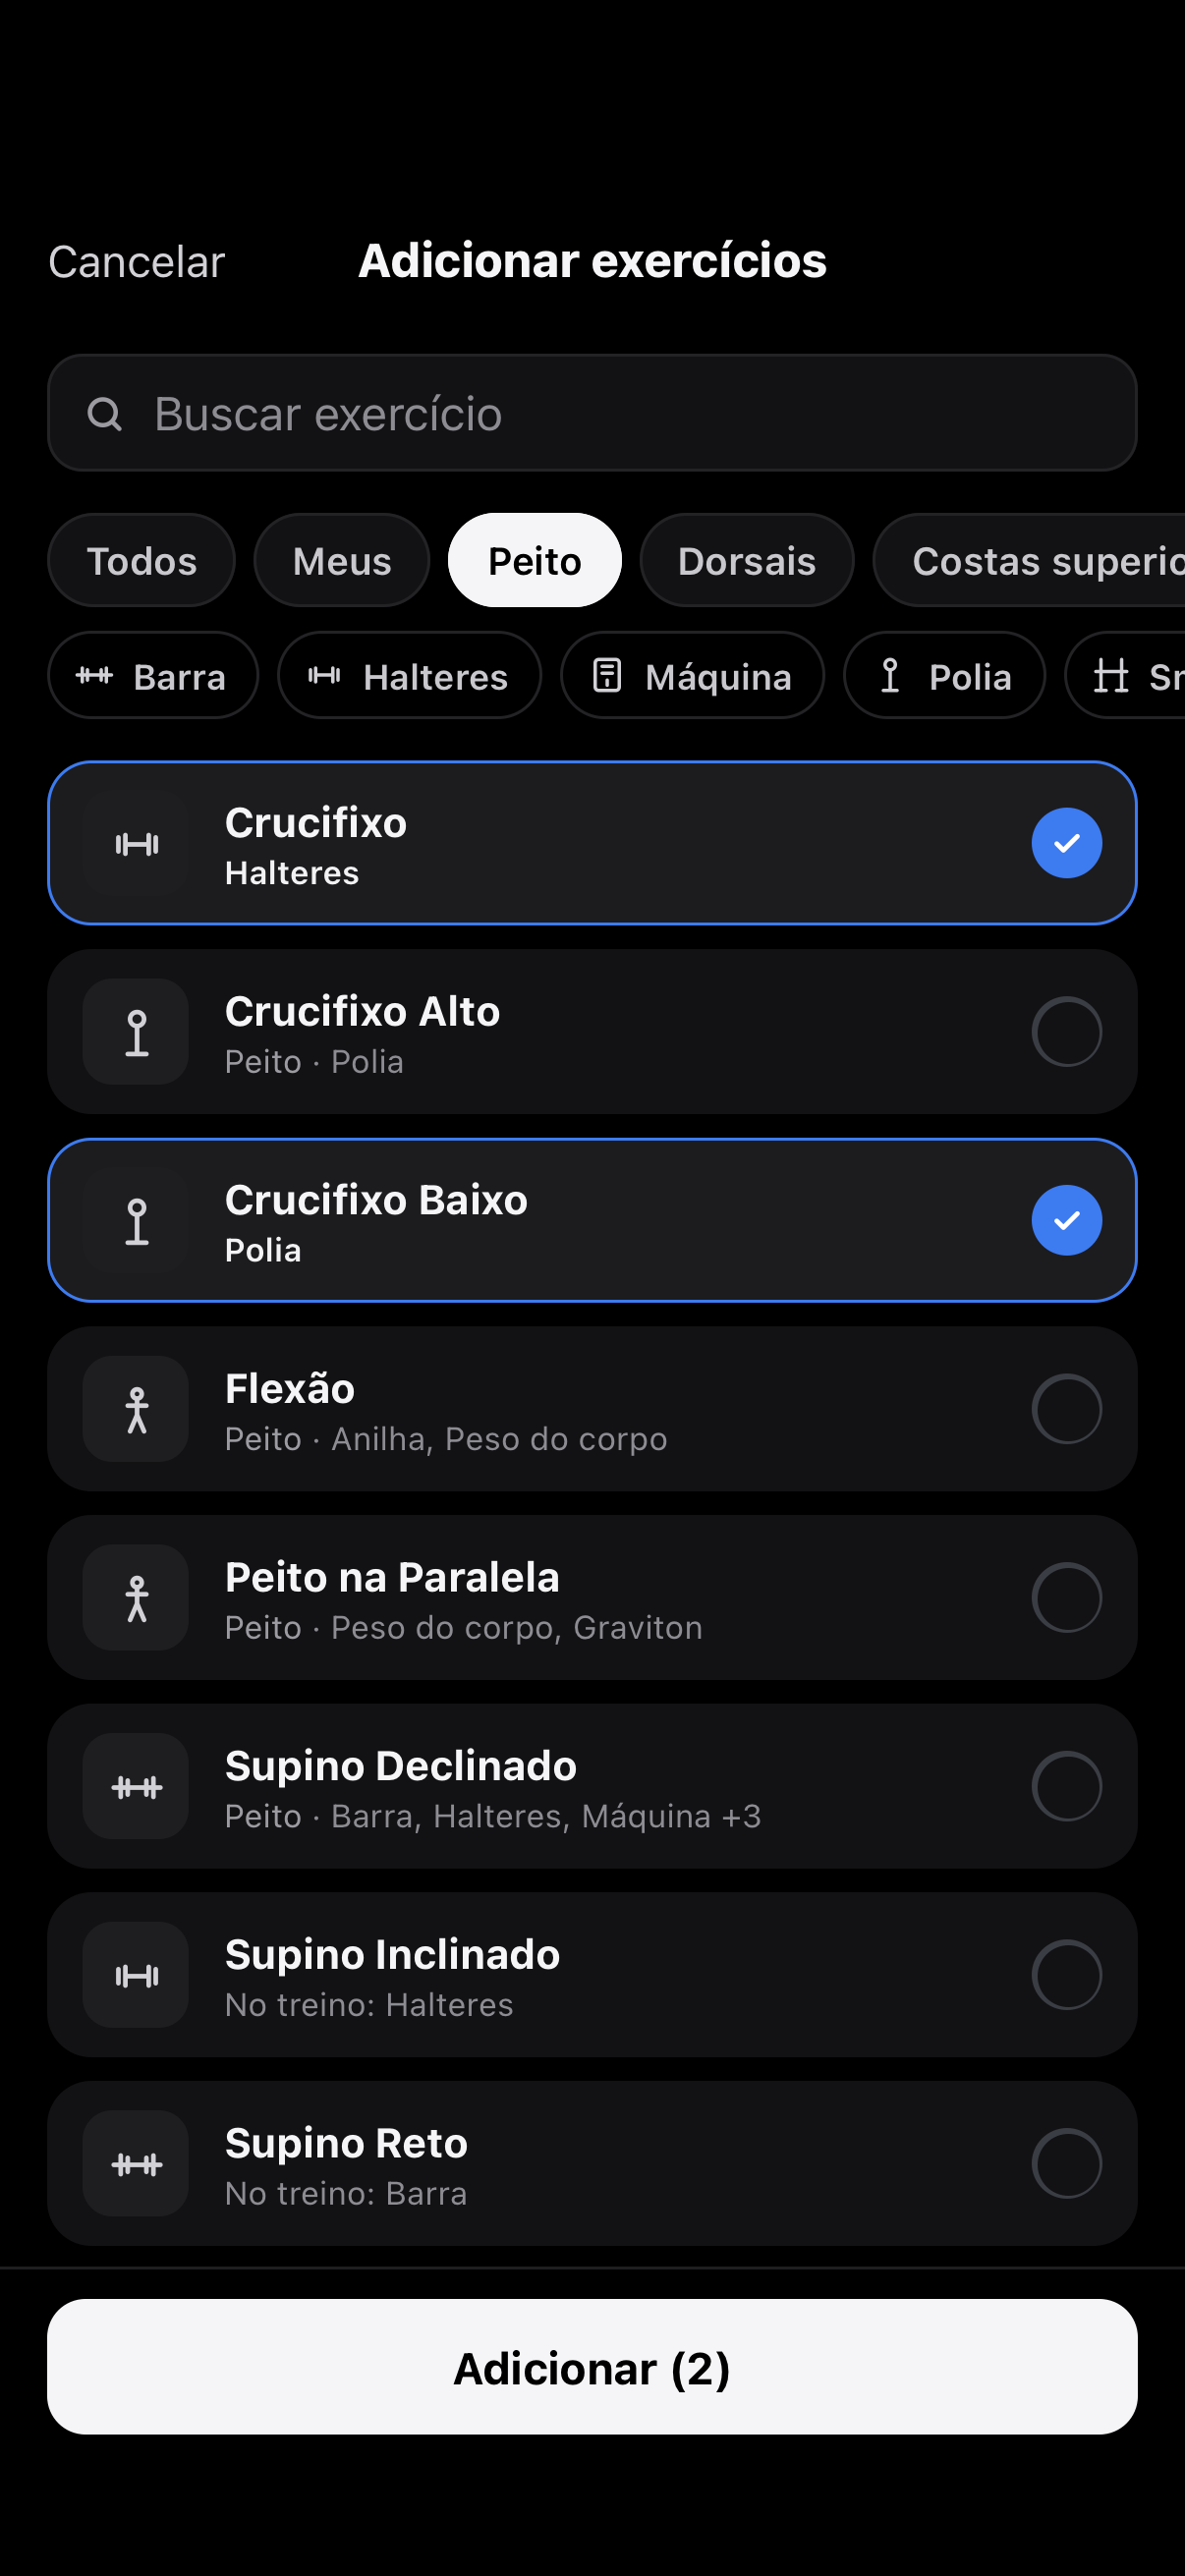 Cancelar
Adicionar exercícios
Buscar exercício
Todos
Meus
Peito
Dorsais
Costas superio
Barra
Halteres
Máquina
Polia
Crucifixo
Halteres
Crucifixo Alto
Peito · Polia
Crucifixo Baixo
Polia
Flexão
Peito · Anilha, Peso do corpo
Peito na Paralela
Peito · Peso do corpo, Graviton
Supino Declinado
Peito · Barra, Halteres, Máquina +3
Supino Inclinado
No treino: Halteres
Supino Reto
No treino: Barra
Adicionar (2)